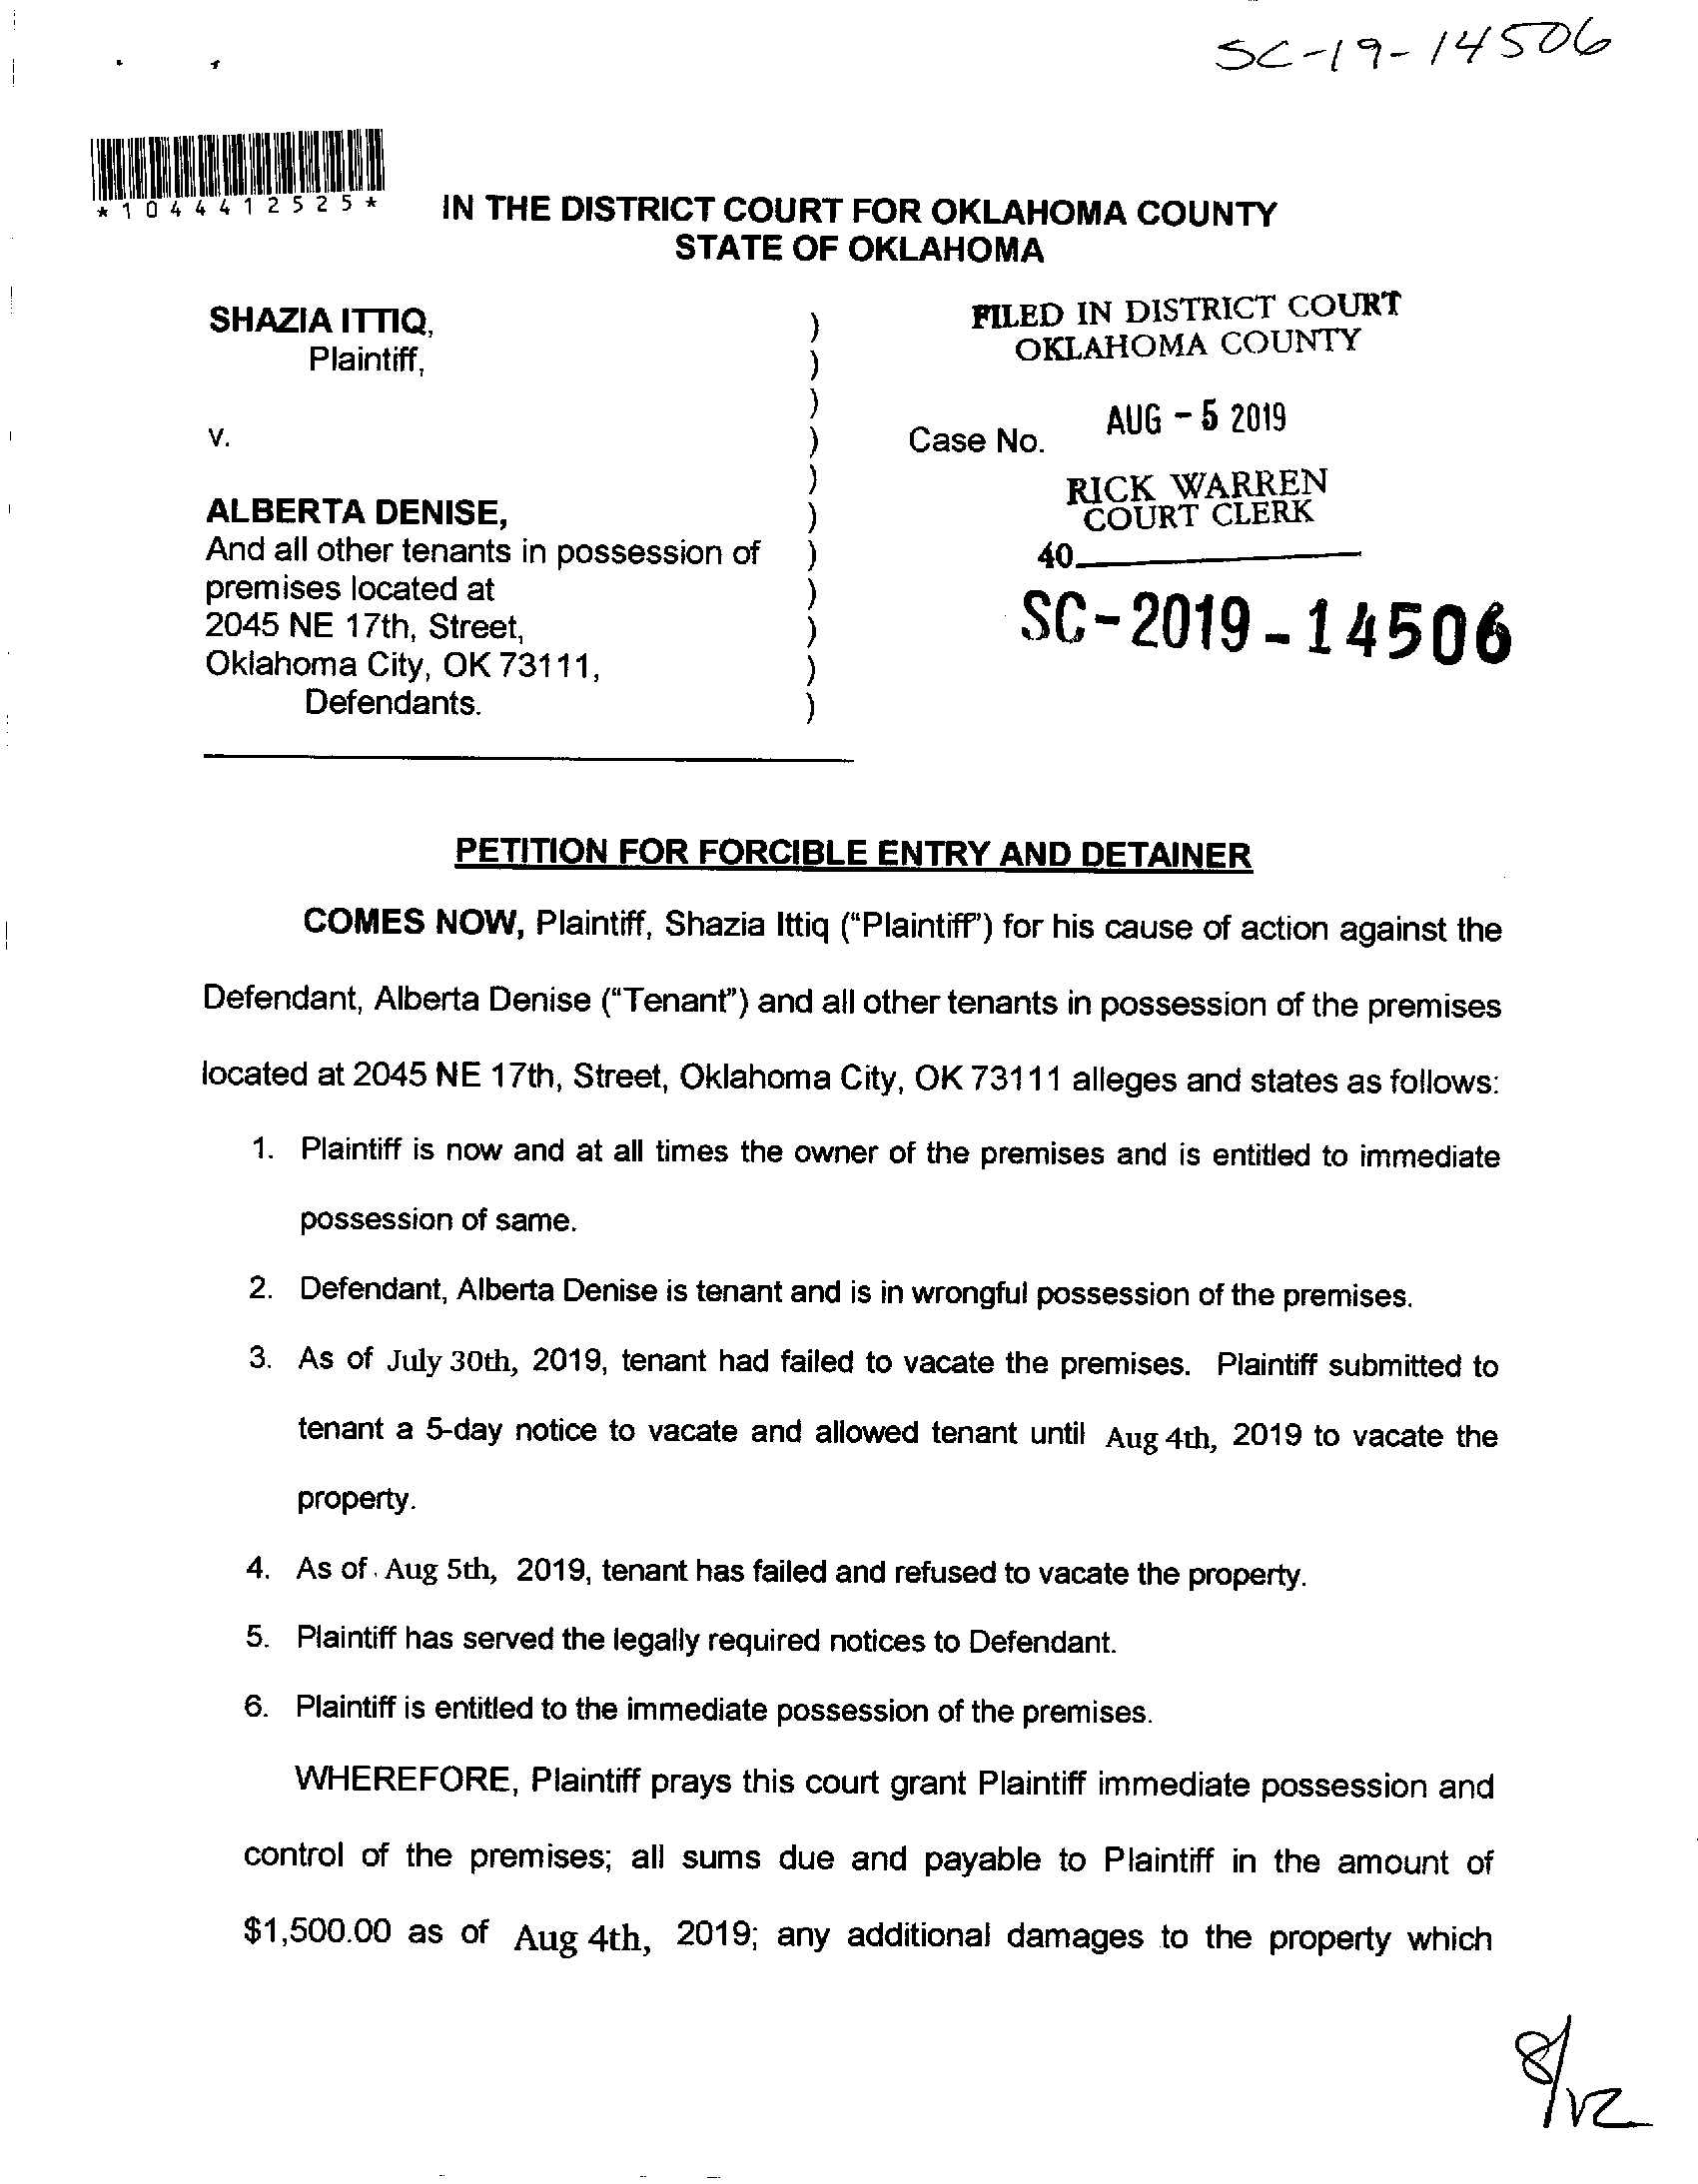 SC-19-14506
*1044412525*
IN THE DISTRICT COURT FOR OKLAHOMA COUNTY
STATE OF OKLAHOMA
SHAZIA ITTIQ, )
Plaintiff, )
)
v. )
)
ALBERTA DENISE, )
And all other tenants in possession of )
premises located at )
2045 NE 17th, Street, )
Oklahoma City, OK 73111, )
Defendants. )
FILED IN DISTRICT COURT
OKLAHOMA COUNTY
AUG - 5 2019
Case No.
RICK WARREN
COURT CLERK
40
SC-2019-14506
PETITION FOR FORCIBLE ENTRY AND DETAINER
COMES NOW, Plaintiff, Shazia Ittiq ("Plaintiff") for his cause of action against the
Defendant, Alberta Denise ("Tenant") and all other tenants in possession of the premises
located at 2045 NE 17th, Street, Oklahoma City, OK 73111 alleges and states as follows:
1. Plaintiff is now and at all times the owner of the premises and is entitled to immediate
possession of same.
2. Defendant, Alberta Denise is tenant and is in wrongful possession of the premises.
3. As of July 30th, 2019, tenant had failed to vacate the premises. Plaintiff submitted to
tenant a 5-day notice to vacate and allowed tenant until Aug 4th, 2019 to vacate the
property.
4. As of Aug 5th, 2019, tenant has failed and refused to vacate the property.
5. Plaintiff has served the legally required notices to Defendant.
6. Plaintiff is entitled to the immediate possession of the premises.
WHEREFORE, Plaintiff prays this court grant Plaintiff immediate possession and
control of the premises; all sums due and payable to Plaintiff in the amount of
$1,500.00 as of Aug 4th, 2019; any additional damages to the property which
8/12